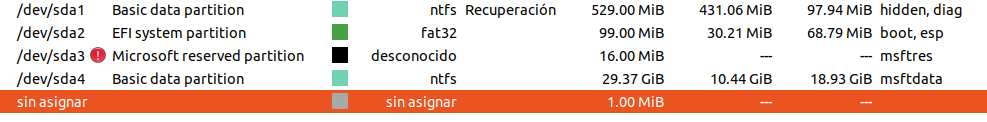 /dev/sda1 Basic data partition ntfs Recuperación 529.00 MiB 431.06 MiB 97.94 MiB hidden, diag
/dev/sda2 EFI system partition fat32 99.00 MiB 30.21 MiB 68.79 MiB boot, esp
/dev/sda3 Microsoft reserved partition desconocido 16.00 MiB --- --- msftres
/dev/sda4 Basic data partition ntfs 29.37 GiB 10.44 GiB 18.93 GiB msftdata
sin asignar sin asignar 1.00 MiB --- ---